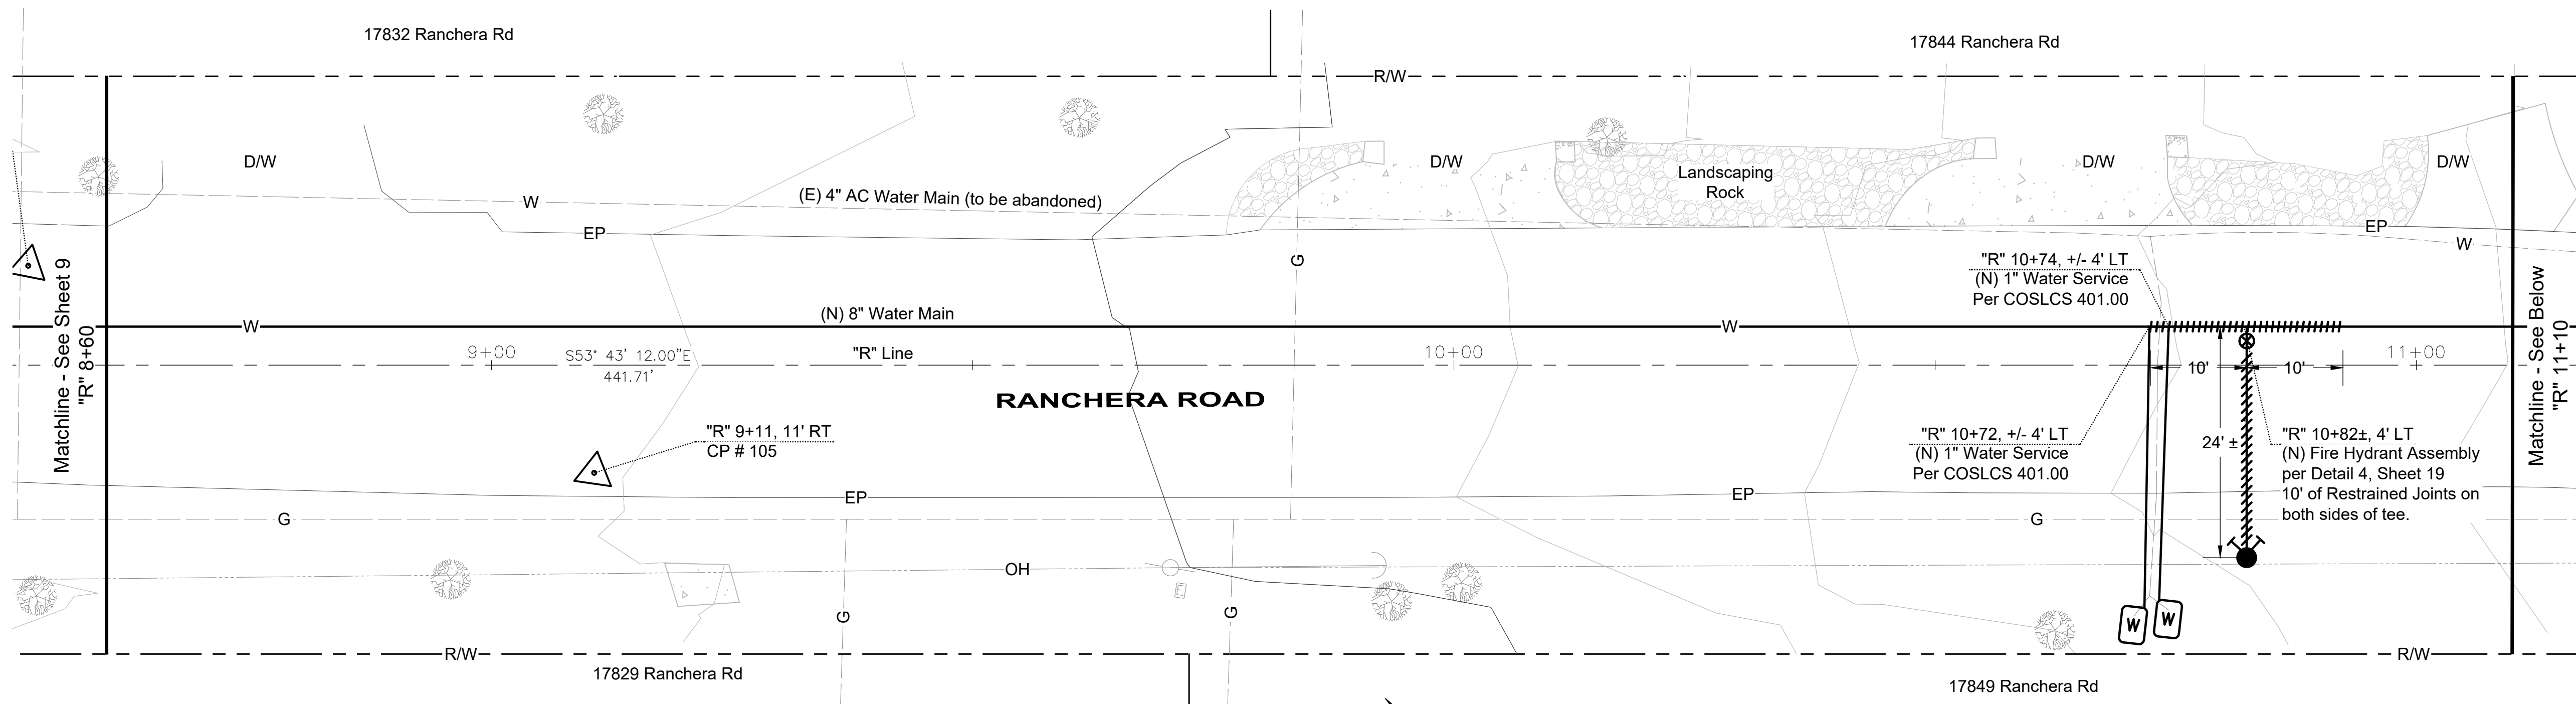 17832 Ranchera Rd
17844 Ranchera Rd
R/W
D/W
D/W
D/W
D/W
Landscaping
Rock
(E) 4" AC Water Main (to be abandoned)
W
EP
EP
W
G
Matchline - See Sheet 9
"R" 8+60
"R" 10+74, +/- 4' LT
(N) 1" Water Service
Per COSLCS 401.00
Matchline - See Below
"R" 11+10
(N) 8" Water Main
W
W
9+00
S53° 43' 12.00"E
441.71'
"R" Line
10+00
11+00
10'
10'
RANCHERA ROAD
"R" 9+11, 11' RT
CP # 105
"R" 10+72, +/- 4' LT
(N) 1" Water Service
Per COSLCS 401.00
24' ±
"R" 10+82±, 4' LT
(N) Fire Hydrant Assembly
per Detail 4, Sheet 19
10' of Restrained Joints on
both sides of tee.
EP
EP
G
G
OH
G
G
W
W
R/W
R/W
17829 Ranchera Rd
17849 Ranchera Rd